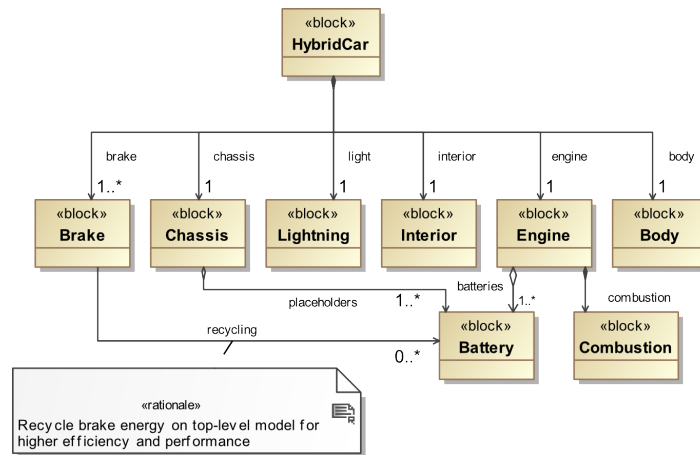 «block»
HybridCar
brake
chassis
light
interior
engine
body
1..*
1
1
1
1
1
«block»
Brake
«block»
Chassis
«block»
Lightning
«block»
Interior
«block»
Engine
«block»
Body
placeholders
1..*
batteries
1..*
combustion
recycling
0..*
«block»
Battery
«block»
Combustion
«rationale»
R
Recycle brake energy on top-level model for
higher efficiency and performance